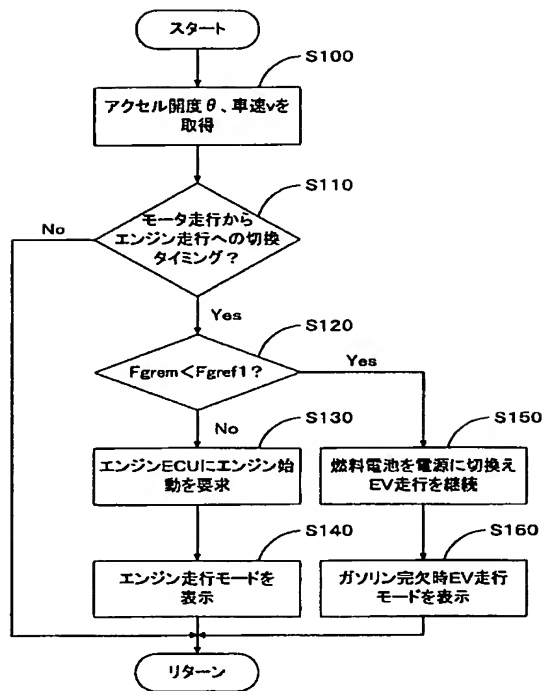 スタート
S100
アクセル開度θ、車速vを
取得
S110
モータ走行から
エンジン走行への切換
タイミング?
No
Yes
S120
Fgrem<Fgref1?
Yes
No
S130
エンジンECUにエンジン始
動を要求
S150
燃料電池を電源に切換え
EV走行を継続
S140
エンジン走行モードを
表示
S160
ガソリン完欠時EV走行
モードを表示
リターン